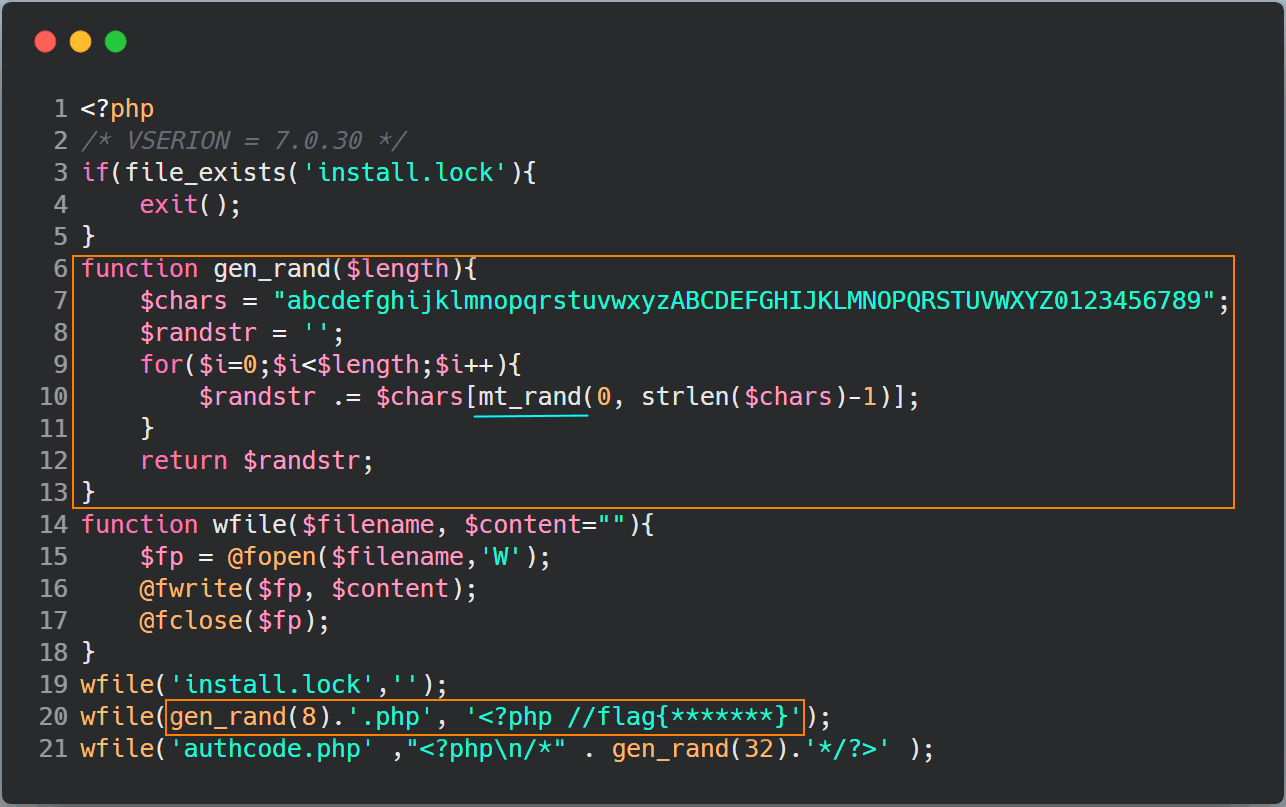 1 <?php
2 /* VSERION = 7.0.30 */
3 if(file_exists('install.lock'){
4     exit();
5 }
6 function gen_rand($length){
7     $chars = "abcdefghijklmnopqrstuvwxyzABCDEFGHIJKLMNOPQRSTUVWXYZ0123456789";
8     $randstr = '';
9     for($i=0;$i<$length;$i++){
10         $randstr .= $chars[mt_rand(0, strlen($chars)-1)];
11     }
12     return $randstr;
13 }
14 function wfile($filename, $content=""){
15     $fp = @fopen($filename,'W');
16     @fwrite($fp, $content);
17     @fclose($fp);
18 }
19 wfile('install.lock','');
20 wfile(gen_rand(8).'.php', '<?php //flag{*******}');
21 wfile('authcode.php' ,"<?php\n/*" . gen_rand(32).'*/?>' );